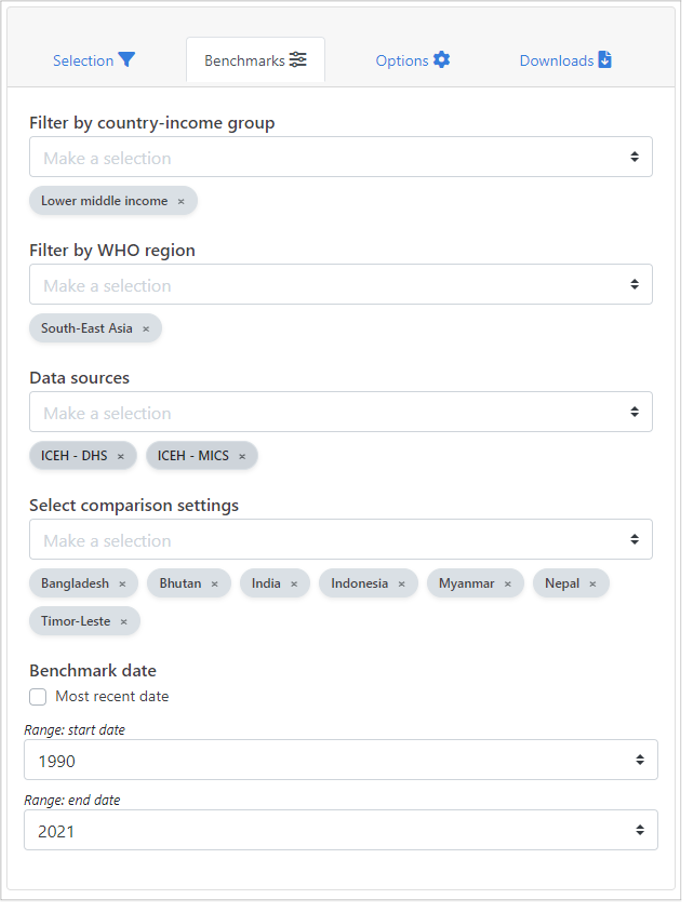 Selection Benchmarks Options Downloads
Filter by country-income group
Make a selection
Lower middle income ×
Filter by WHO region
Make a selection
South-East Asia ×
Data sources
Make a selection
ICEH - DHS × ICEH - MICS ×
Select comparison settings
Make a selection
Bangladesh × Bhutan × India × Indonesia × Myanmar × Nepal ×
Timor-Leste ×
Benchmark date
Most recent date
Range: start date
1990
Range: end date
2021